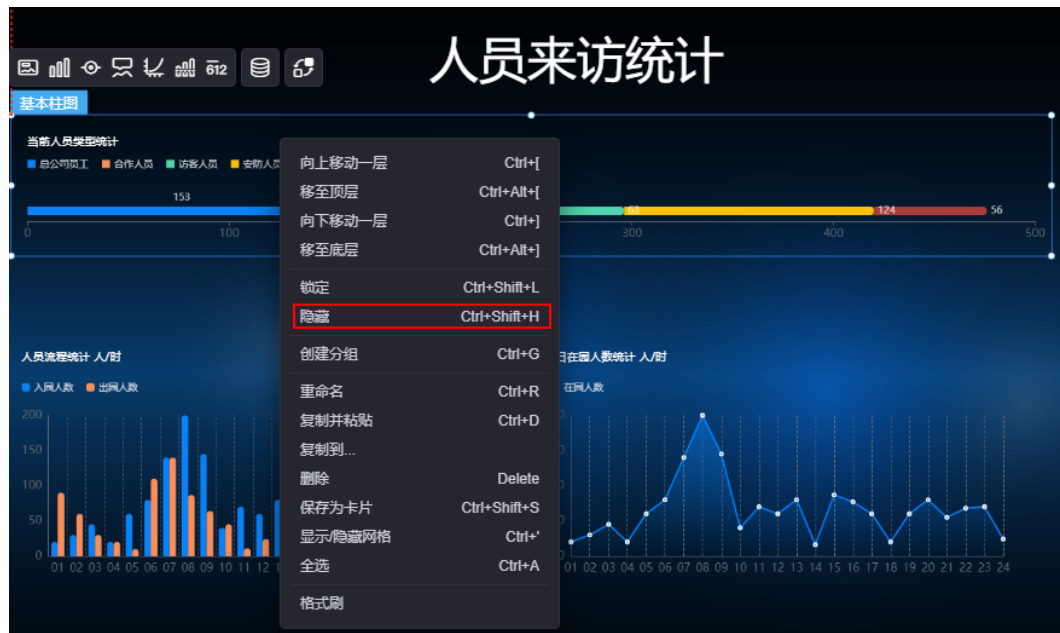 人员来访统计
612
基本柱图
当前人员类型统计
总公司员工 合作人员 访客人员 安防人员
153 63 124 56
0 100 300 400 500
向上移动一层 Ctrl+[
移至顶层 Ctrl+Alt+[
向下移动一层 Ctrl+]
移至底层 Ctrl+Alt+]
锁定 Ctrl+Shift+L
隐藏 Ctrl+Shift+H
创建分组 Ctrl+G
重命名 Ctrl+R
复制并粘贴 Ctrl+D
复制到...
删除 Delete
保存为卡片 Ctrl+Shift+S
显示/隐藏网格 Ctrl+'
全选 Ctrl+A
格式刷
人员流程统计 人/时
入园人数 出园人数
200
150
100
50
0
01 02 03 04 05 06 07 08 09 10 11 12
日在园人数统计 人/时
在园人数
01 02 03 04 05 06 07 08 09 10 11 12 13 14 15 16 17 18 19 20 21 22 23 24